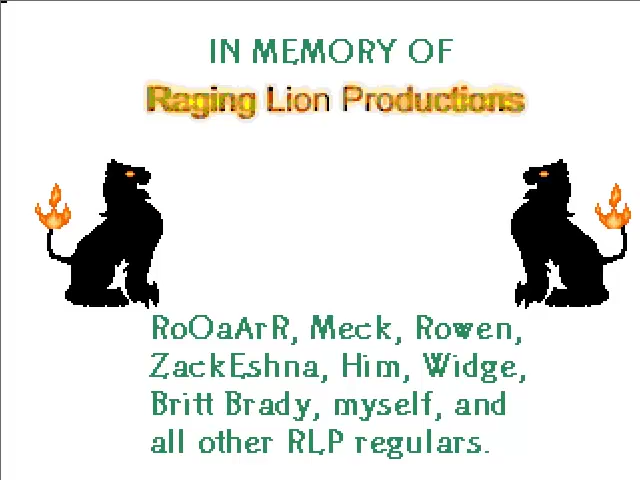 IN MEMORY OF
Raging Lion Productions
RoOaArR, Meck, Rowen,
ZackEshna, Him, Widge,
Britt Brady, myself, and
all other RLP regulars.